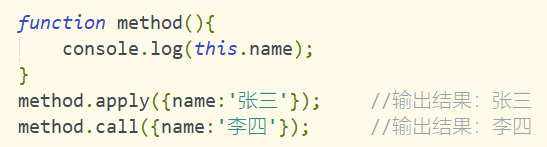 function method(){
    console.log(this.name);
}
method.apply({name:'张三'});    //输出结果：张三
method.call({name:'李四'});     //输出结果：李四